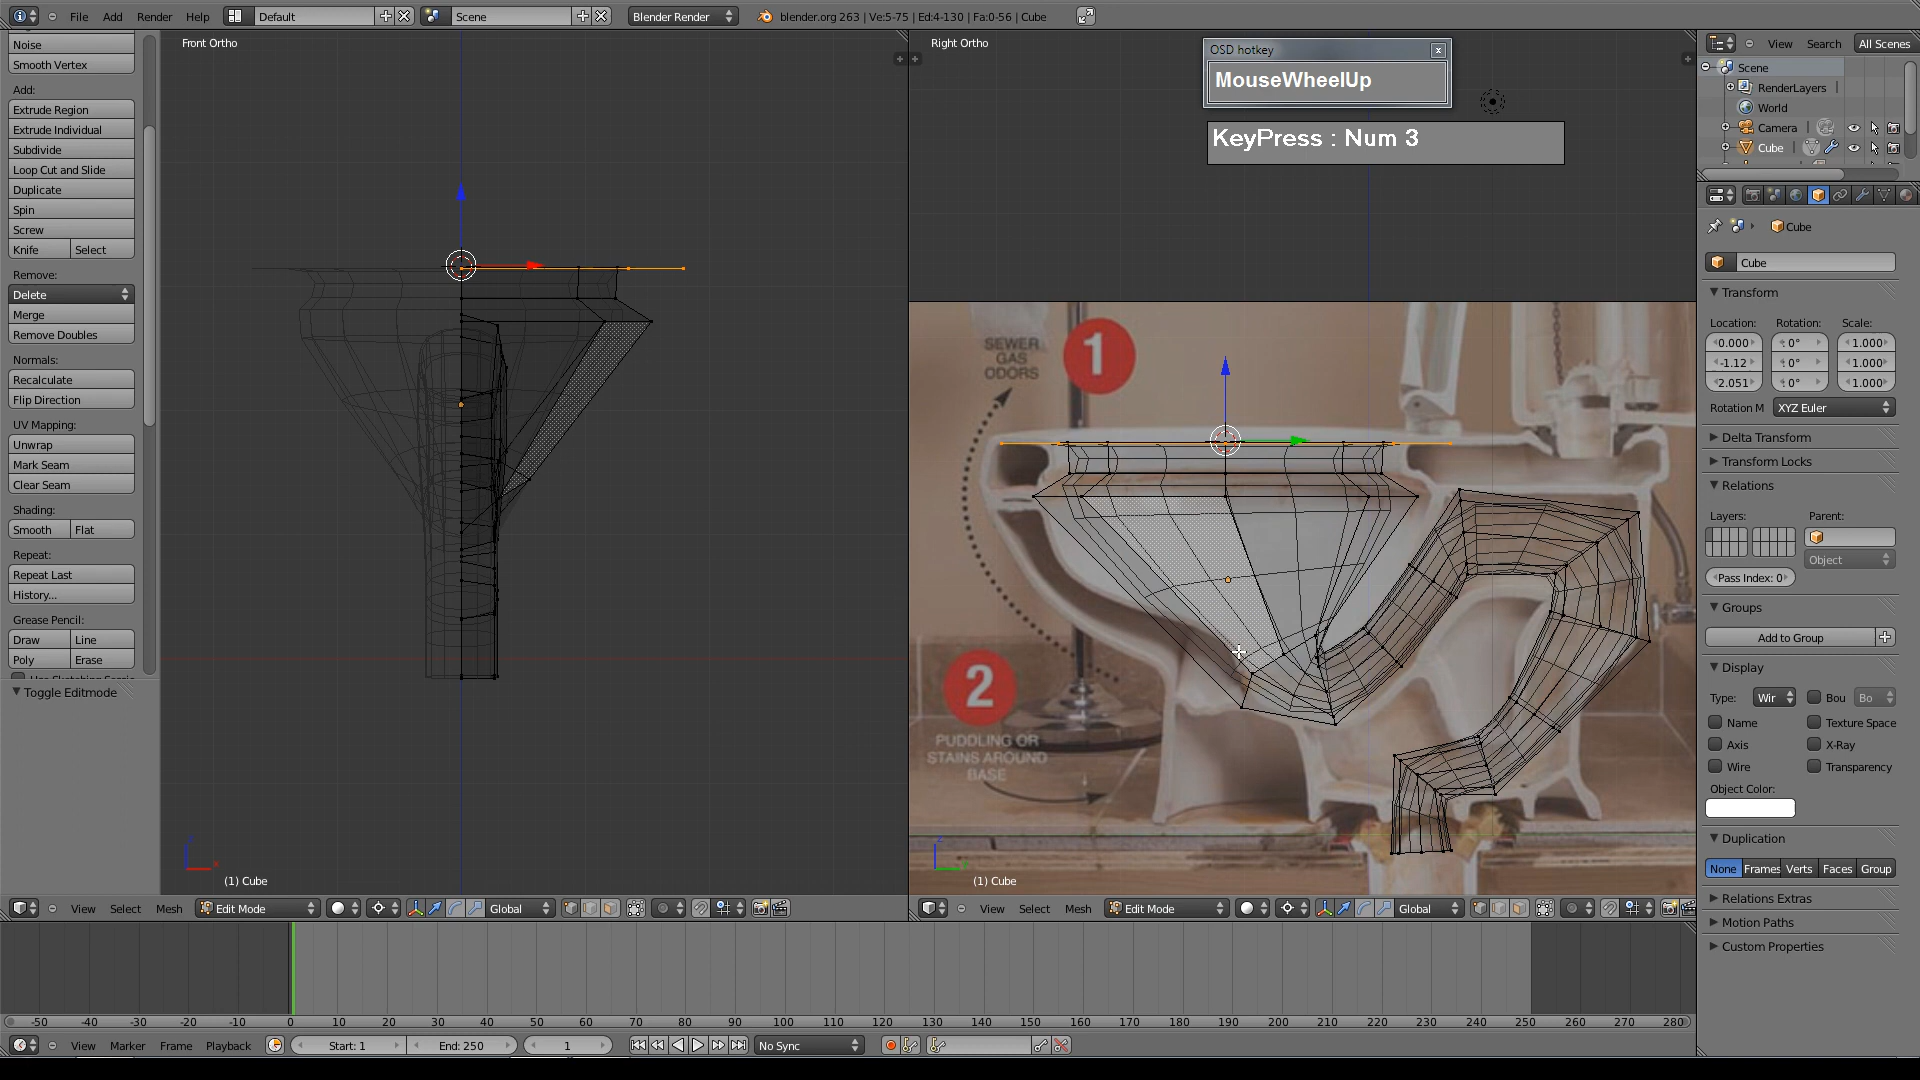 File Add Render Help Default Scene Blender Render blender.org 263 | Ve:5-75 | Ed:4-130 | Fa:0-56 | Cube
Noise
Smooth Vertex
Add:
Extrude Region
Extrude Individual
Subdivide
Loop Cut and Slide
Duplicate
Spin
Screw
Knife Select
Remove:
Delete
Merge
Remove Doubles
Normals:
Recalculate
Flip Direction
UV Mapping:
Unwrap
Mark Seam
Clear Seam
Shading:
Smooth Flat
Repeat:
Repeat Last
History...
Grease Pencil:
Draw Line
Poly Erase
Toggle Editmode
Front Ortho
(1) Cube
View Select Mesh Edit Mode Global
Right Ortho
OSD hotkey
MouseWheelUp
KeyPress : Num 3
SEWER
GAS
ODORS
1
2
PUDDLING OR
STAINS AROUND
BASE
(1) Cube
View Select Mesh Edit Mode Global
View Search All Scenes
Scene
RenderLayers
World
Camera
Cube
Cube
Cube
Transform
Location: Rotation: Scale:
0.000 0° 1.000
-1.12 0° 1.000
2.051 0° 1.000
Rotation M XYZ Euler
Delta Transform
Transform Locks
Relations
Layers: Parent:
Object
Pass Index: 0
Groups
Add to Group
Display
Type: Wir Bou Bo
Name Texture Space
Axis X-Ray
Wire Transparency
Object Color:
Duplication
None Frames Verts Faces Group
Relations Extras
Motion Paths
Custom Properties
-50 -40 -30 -20 -10 0 10 20 30 40 50 60 70 80 90 100 110 120 130 140 150 160 170 180 190 200 210 220 230 240 250 260 270 280
View Marker Frame Playback Start: 1 End: 250 1 No Sync